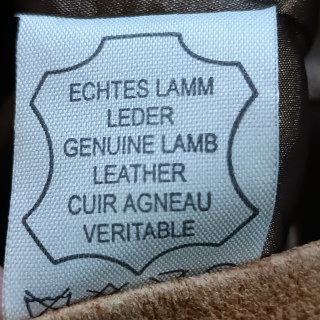 ECHTES LAMM
LEDER
GENUINE LAMB
LEATHER
CUIR AGNEAU
VERITABLE